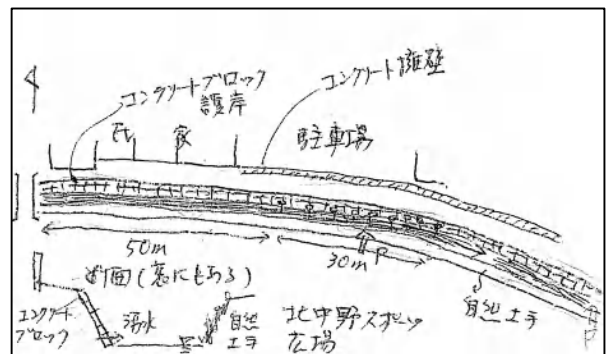 コンクリートブロック
護岸
コンクリート擁壁
民 家
駐車場
50m
30m P
断面(裏にもある)
コンクリート
ブロック
湧水
自然
土手
北中野スポーツ
広場
自然土手